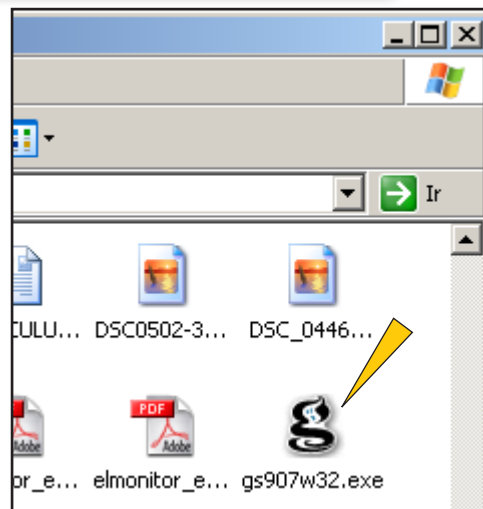 Ir
CULU... DSC0502-3... DSC_0446...
PDF
Adobe Adobe
or_e... elmonitor_e... gs907w32.exe